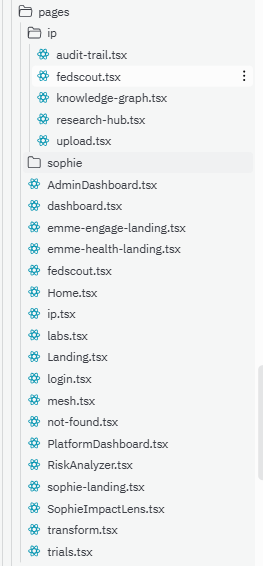 pages
ip
audit-trail.tsx
fedscout.tsx
knowledge-graph.tsx
research-hub.tsx
upload.tsx
sophie
AdminDashboard.tsx
dashboard.tsx
emme-engage-landing.tsx
emme-health-landing.tsx
fedscout.tsx
Home.tsx
ip.tsx
labs.tsx
Landing.tsx
login.tsx
mesh.tsx
not-found.tsx
PlatformDashboard.tsx
RiskAnalyzer.tsx
sophie-landing.tsx
SophieImpactLens.tsx
transform.tsx
trials.tsx